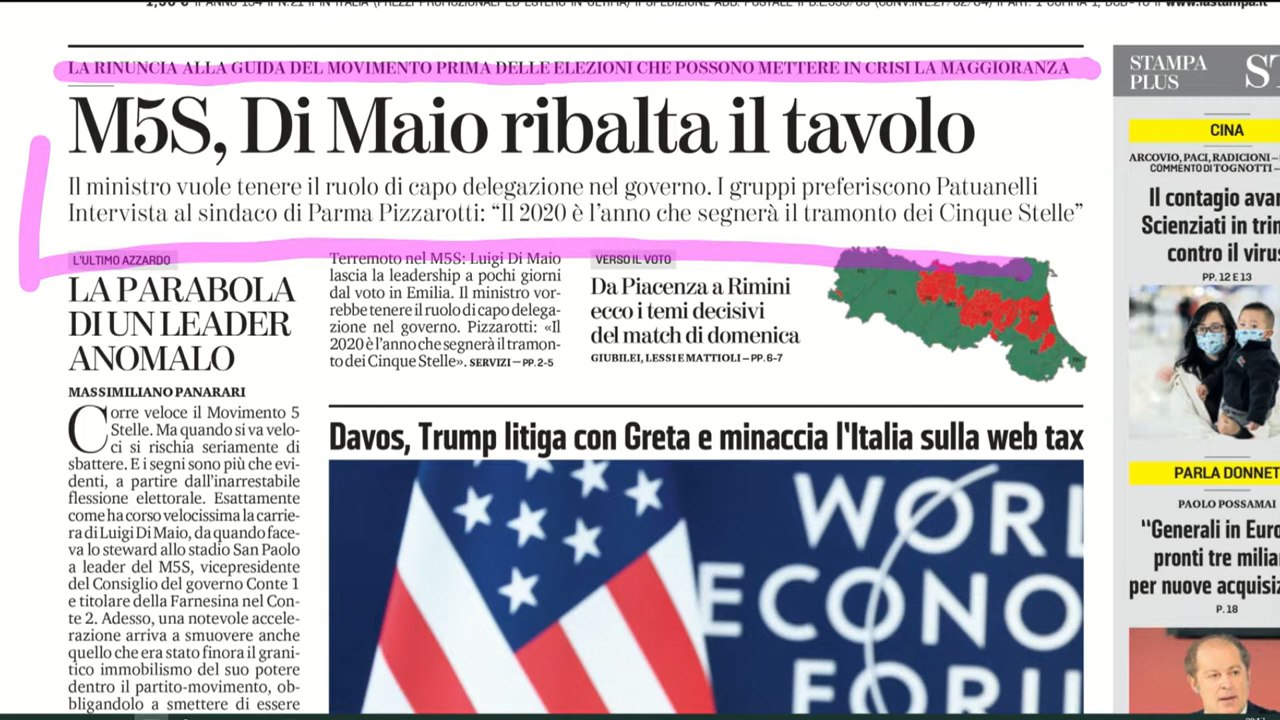 LA RINUNCIA ALLA GUIDA DEL MOVIMENTO PRIMA DELLE ELEZIONI CHE POSSONO METTERE IN CRISI LA MAGGIORANZA
M5S, Di Maio ribalta il tavolo
Il ministro vuole tenere il ruolo di capo delegazione nel governo. I gruppi preferiscono Patuanelli
Intervista al sindaco di Parma Pizzarotti: “Il 2020 è l’anno che segnerà il tramonto dei Cinque Stelle”
L'ULTIMO AZZARDO
LA PARABOLA
DI UN LEADER
ANOMALO
MASSIMILIANO PANARARI
Corre veloce il Movimento 5
Stelle. Ma quando si va velo-
ci si rischia seriamente di
sbattere. E i segni sono più che evi-
denti, a partire dall’inarrestabile
flessione elettorale. Esattamente
come ha corso velocissima la carrie-
ra di Luigi Di Maio, da quando face-
va lo steward allo stadio San Paolo
a leader del M5S, vicepresidente
del Consiglio del governo Conte 1
e titolare della Farnesina nel Con-
te 2. Adesso, una notevole accele-
razione arriva a smuovere anche
quello che era stato finora il grani-
tico immobilismo del suo potere
dentro il partito-movimento, ob-
bligandolo a smettere di essere
Terremoto nel M5S: Luigi Di Maio
lascia la leadership a pochi giorni
dal voto in Emilia. Il ministro vor-
rebbe tenere il ruolo di capo delega-
zione nel governo. Pizzarotti: «Il
2020 è l’anno che segnerà il tramon-
to dei Cinque Stelle». SERVIZI – PP. 2-5
VERSO IL VOTO
Da Piacenza a Rimini
ecco i temi decisivi
del match di domenica
GIUBILEI, LESSI E MATTIOLI – PP. 6-7
Davos, Trump litiga con Greta e minaccia l'Italia sulla web tax
WORL
ECONO
FORU
STAMPA
PLUS
ST
CINA
ARCOVIO, PACI, RADICIONI –
COMMENTO DI TOGNOTTI –
Il contagio avan
Scienziati in trin
contro il virus
PP. 12 E 13
PARLA DONNET
PAOLO POSSAMAI
“Generali in Euro
pronti tre milia
per nuove acquisiz
P. 18